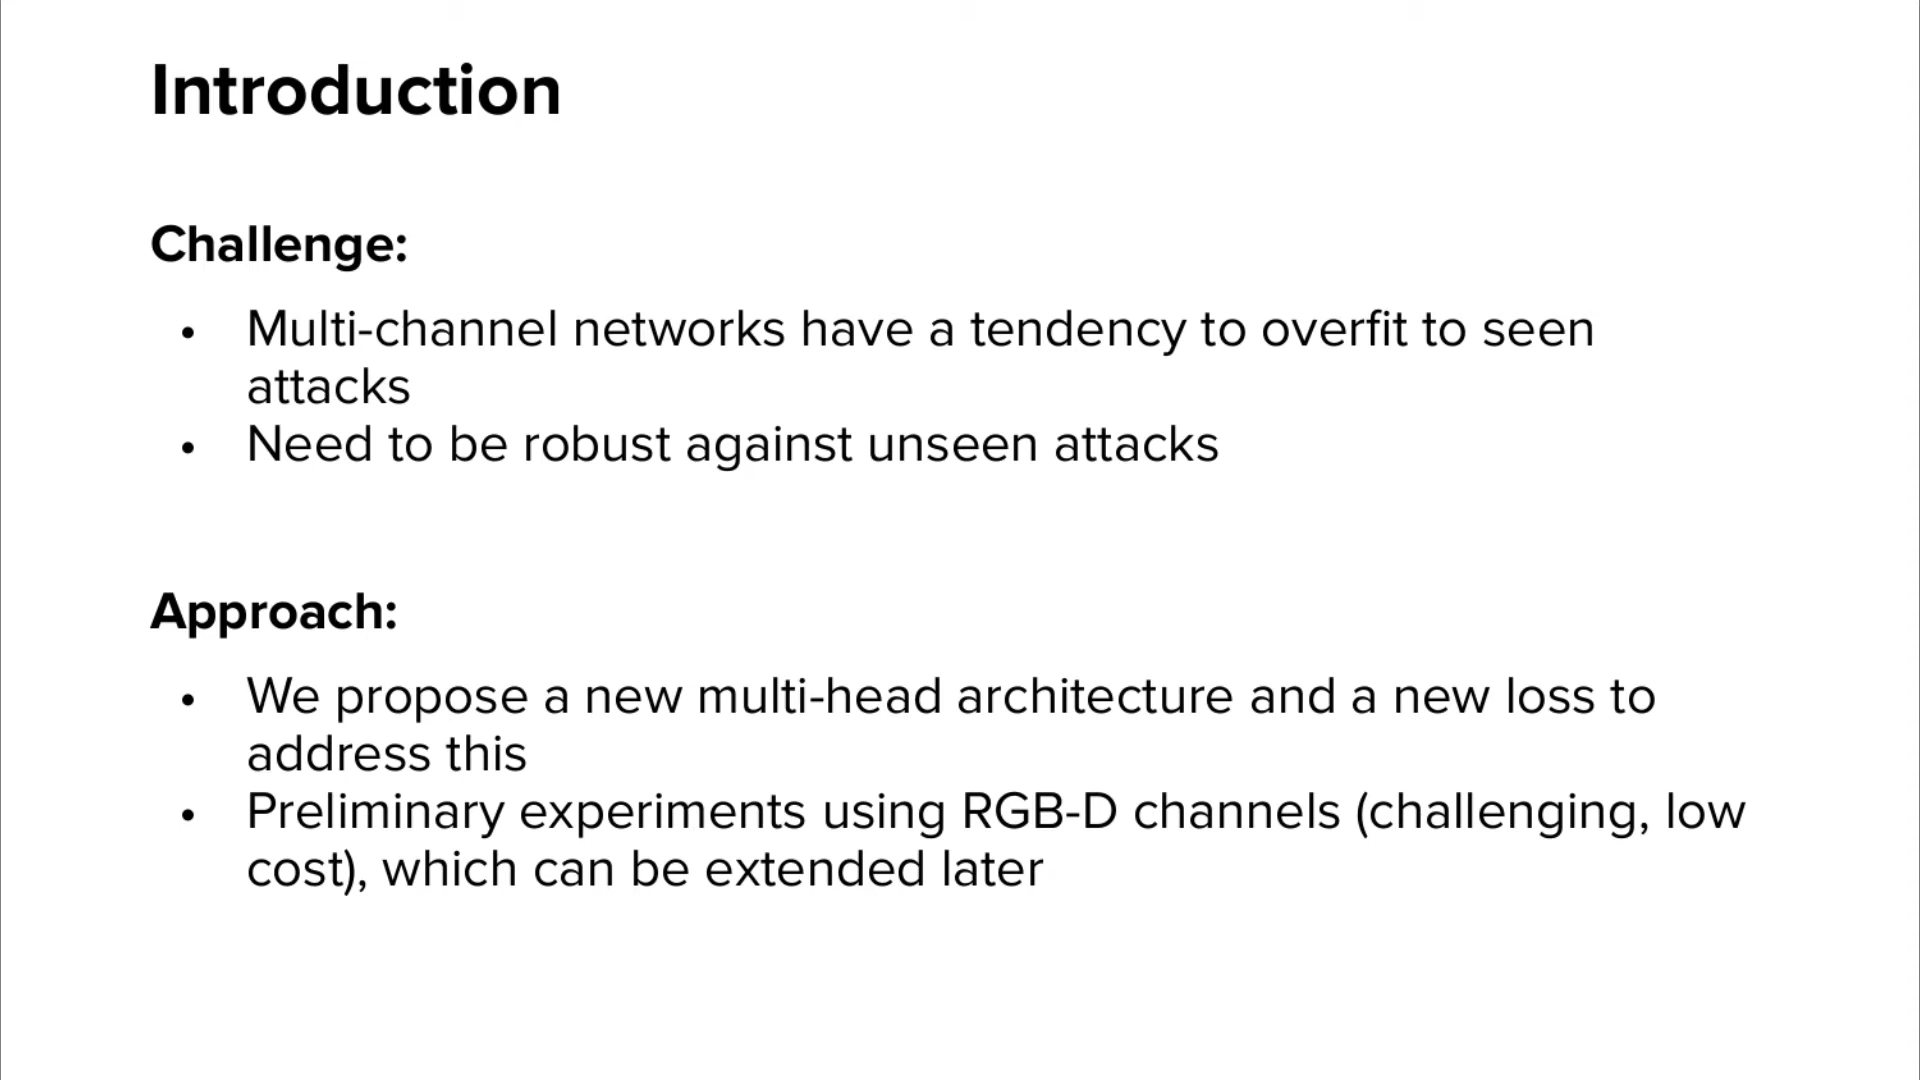 Introduction
Challenge:
• Multi-channel networks have a tendency to overfit to seen
attacks
• Need to be robust against unseen attacks
Approach:
• We propose a new multi-head architecture and a new loss to
address this
• Preliminary experiments using RGB-D channels (challenging, low
cost), which can be extended later